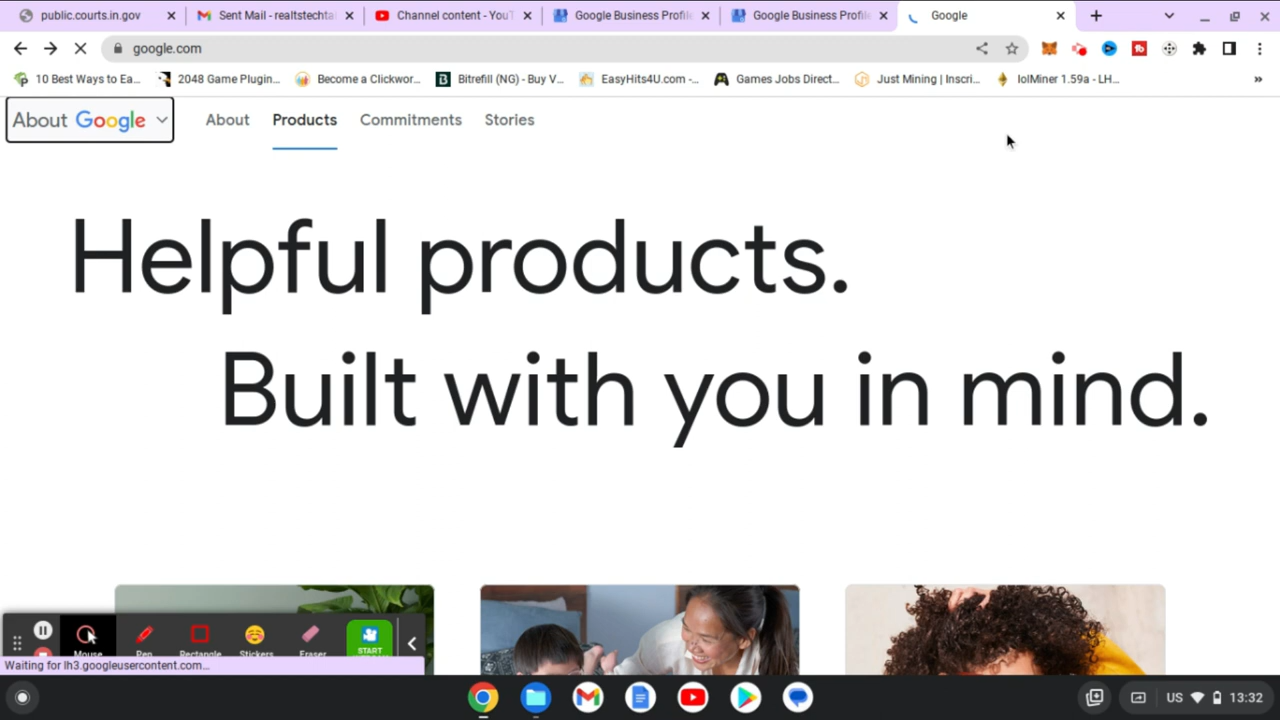 public.courts.in.gov
Sent Mail - realtstechta
Channel content - YouT
Google Business Profile
Google Business Profile
Google
google.com
10 Best Ways to Ea...
2048 Game Plugin...
Become a Clickwor...
Bitrefill (NG) - Buy V...
EasyHits4U.com -...
Games Jobs Direct...
Just Mining | Inscri...
lolMiner 1.59a - LH...
»
About Google
About
Products
Commitments
Stories
Helpful products.
Built with you in mind.
Mouse
Pen
Rectangle
Stickers
Eraser
START
Waiting for lh3.googleusercontent.com...
US
13:32